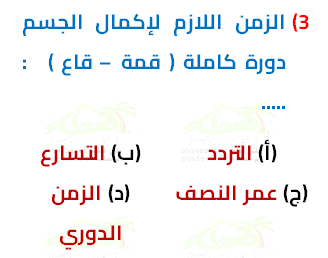 3) الزمن اللازم لإكمال الجسم
دورة كاملة ( قمة – قاع ) :
.....
(أ) التردد (ب) التسارع
(ج) عمر النصف (د) الزمن
الدوري